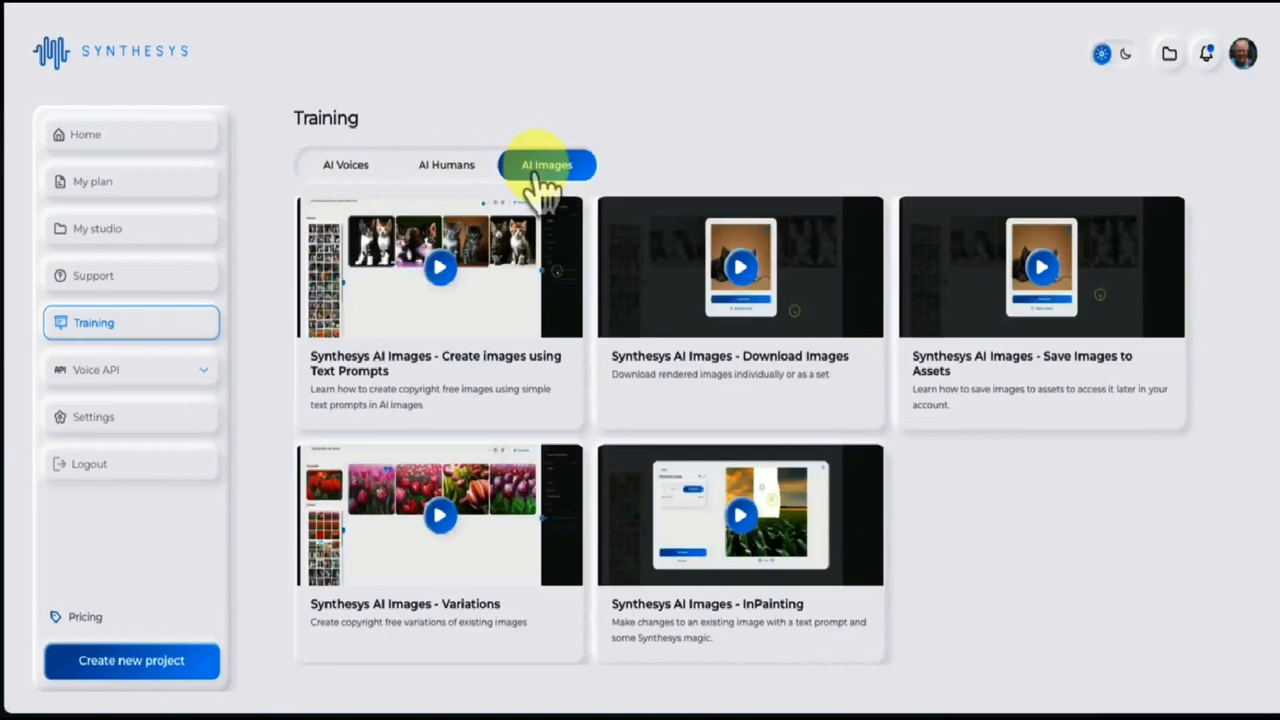 SYNTHESYS
Home
My plan
My studio
Support
Training
API Voice API
Settings
Logout
Pricing
Create new project
Training
AI Voices
AI Humans
AI Images
Synthesys AI Images - Create images using
Text Prompts
Learn how to create copyright free images using simple
text prompts in AI Images
Synthesys AI Images - Download Images
Download rendered images individually or as a set
Synthesys AI Images - Save Images to
Assets
Learn how to save images to assets to access it later in your
account.
Synthesys AI Images - Variations
Create copyright free variations of existing images
Synthesys AI Images - InPainting
Make changes to an existing image with a text prompt and
some Synthesys magic.